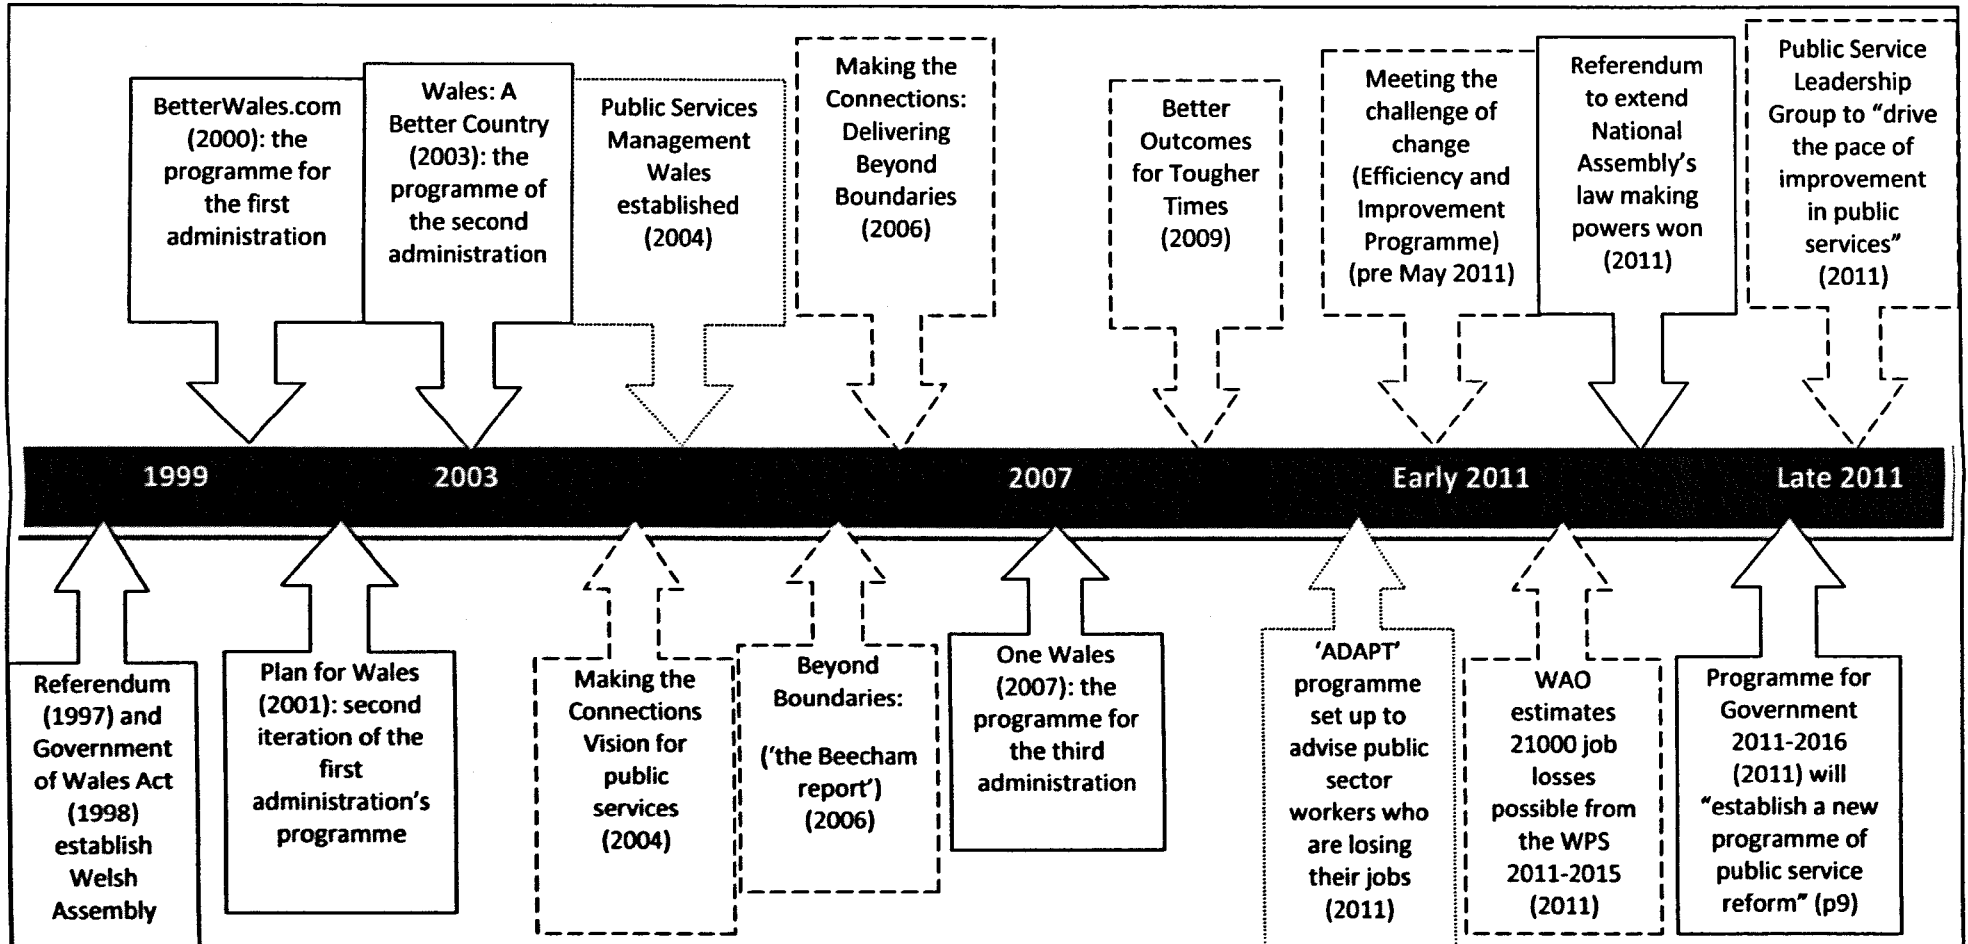 BetterWales.com
(2000): the
programme for
the first
administration
Wales: A
Better Country
(2003): the
programme of
the second
administration
Public Services
Management
Wales
established
(2004)
Making the
Connections:
Delivering
Beyond
Boundaries
(2006)
Better
Outcomes
for Tougher
Times
(2009)
Meeting the
challenge of
change
(Efficiency and
Improvement
Programme)
(pre May 2011)
Referendum
to extend
National
Assembly’s
law making
powers won
(2011)
Public Service
Leadership
Group to “drive
the pace of
improvement
in public
services”
(2011)
1999
2003
2007
Early 2011
Late 2011
Referendum
(1997) and
Government
of Wales Act
(1998)
establish
Welsh
Assembly
Plan for Wales
(2001): second
iteration of the
first
administration’s
programme
Making the
Connections
Vision for
public
services
(2004)
Beyond
Boundaries:
(‘the Beecham
report’)
(2006)
One Wales
(2007): the
programme for
the third
administration
‘ADAPT’
programme
set up to
advise public
sector
workers who
are losing
their jobs
(2011)
WAO
estimates
21000 job
losses
possible from
the WPS
2011-2015
(2011)
Programme for
Government
2011-2016
(2011) will
“establish a new
programme of
public service
reform” (p9)